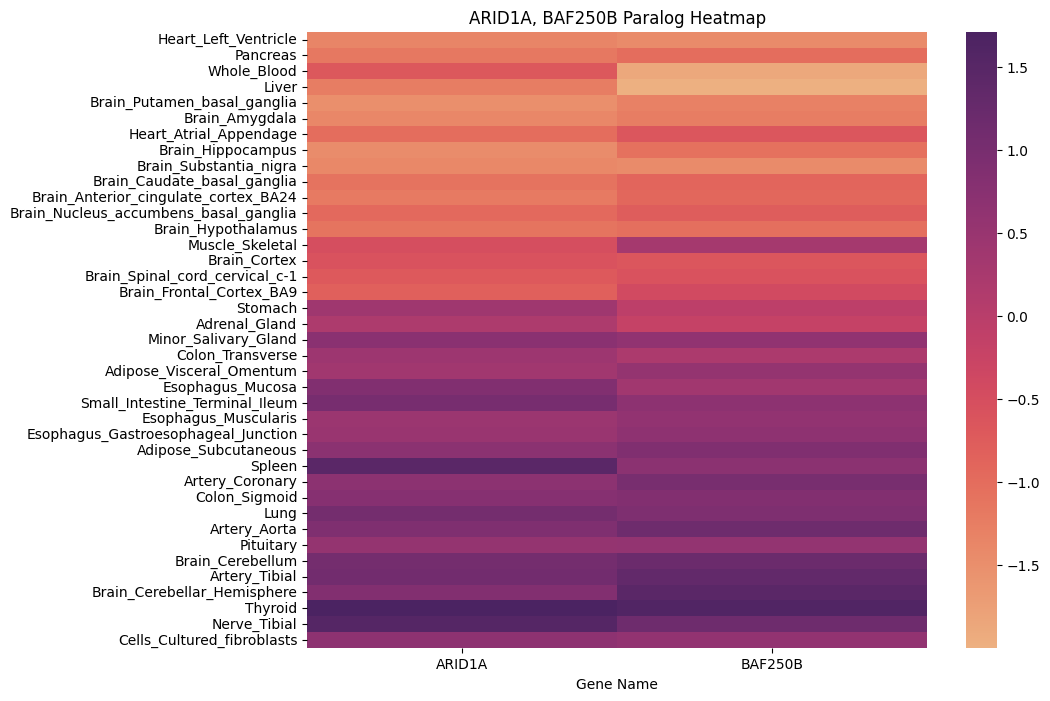 ARID1A, BAF250B Paralog Heatmap
Heart_Left_Ventricle
Pancreas
Whole_Blood
Liver
Brain_Putamen_basal_ganglia
Brain_Amygdala
Heart_Atrial_Appendage
Brain_Hippocampus
Brain_Substantia_nigra
Brain_Caudate_basal_ganglia
Brain_Anterior_cingulate_cortex_BA24
Brain_Nucleus_accumbens_basal_ganglia
Brain_Hypothalamus
Muscle_Skeletal
Brain_Cortex
Brain_Spinal_cord_cervical_c-1
Brain_Frontal_Cortex_BA9
Stomach
Adrenal_Gland
Minor_Salivary_Gland
Colon_Transverse
Adipose_Visceral_Omentum
Esophagus_Mucosa
Small_Intestine_Terminal_Ileum
Esophagus_Muscularis
Esophagus_Gastroesophageal_Junction
Adipose_Subcutaneous
Spleen
Artery_Coronary
Colon_Sigmoid
Lung
Artery_Aorta
Pituitary
Brain_Cerebellum
Artery_Tibial
Brain_Cerebellar_Hemisphere
Thyroid
Nerve_Tibial
Cells_Cultured_fibroblasts
ARID1A BAF250B
Gene Name
1.5
1.0
0.5
0.0
−0.5
−1.0
−1.5